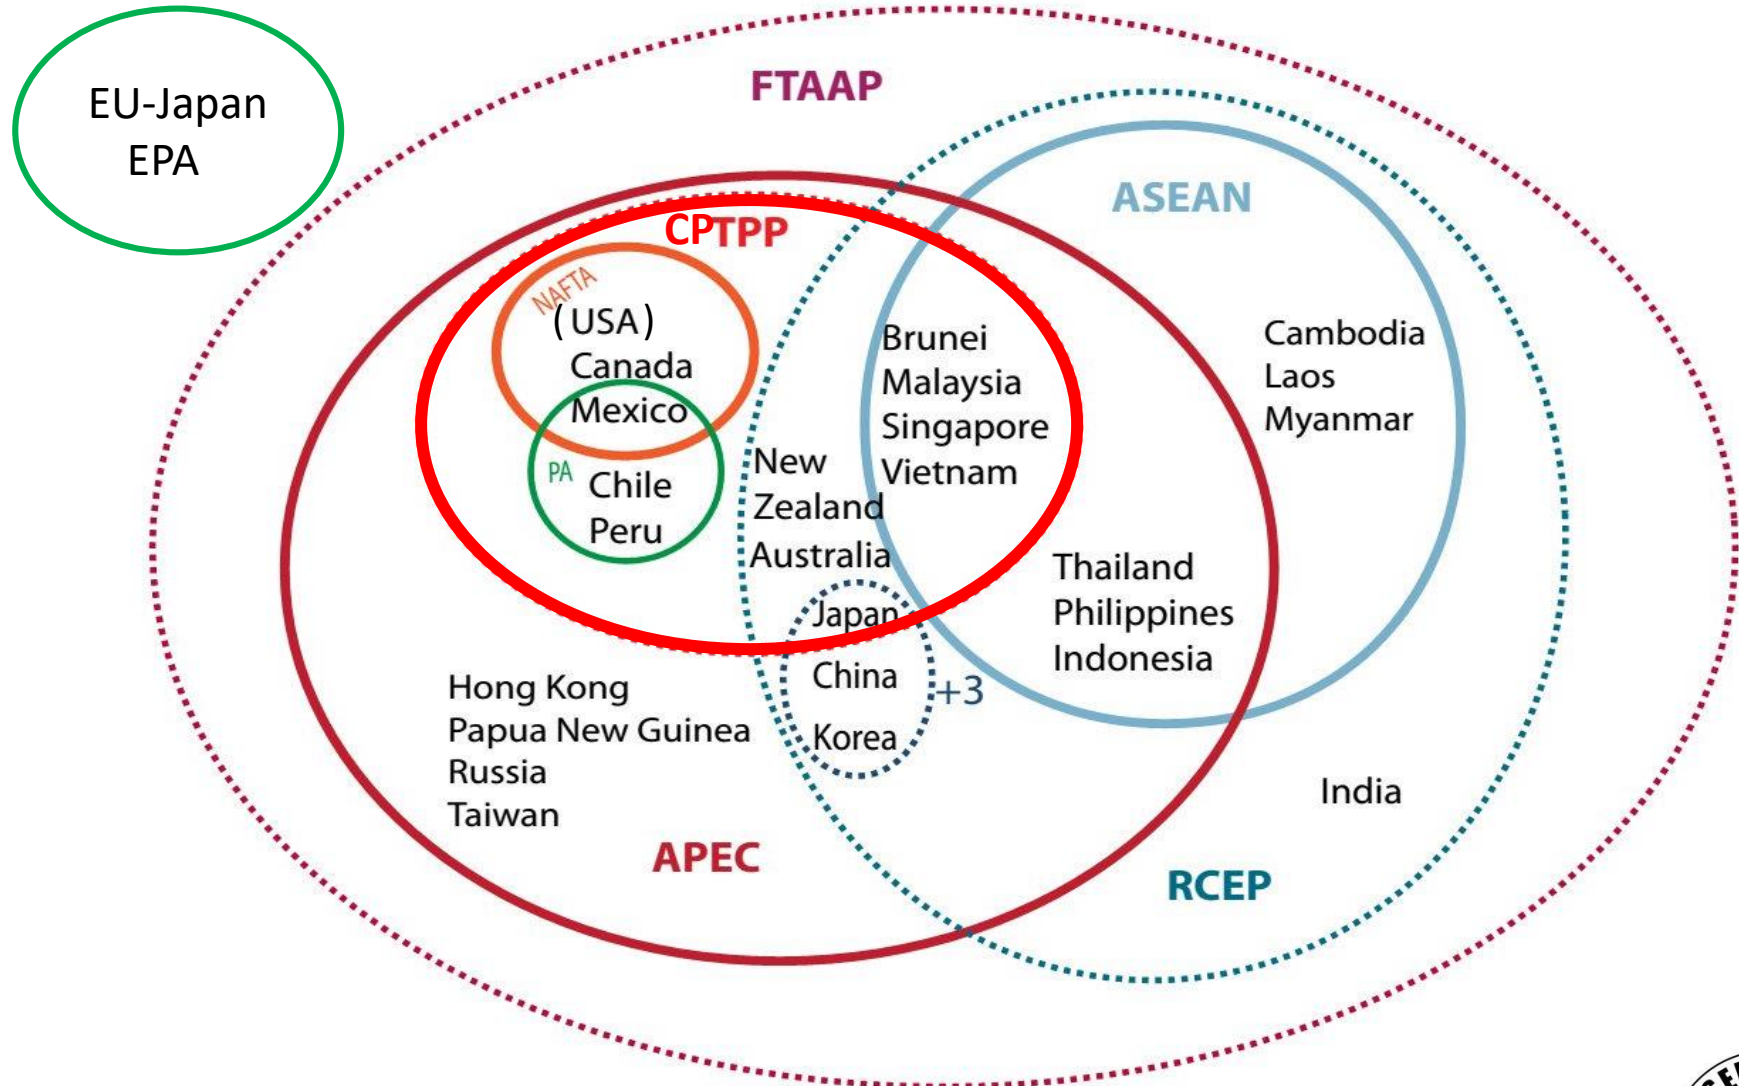 EU-Japan
EPA
FTAAP
ASEAN
CPTPP
NAFTA
(USA)
Canada
Mexico
PA
Chile
Peru
New
Zealand
Australia
Brunei
Malaysia
Singapore
Vietnam
Cambodia
Laos
Myanmar
Thailand
Philippines
Indonesia
Japan
China
Korea
+3
Hong Kong
Papua New Guinea
Russia
Taiwan
India
APEC
RCEP